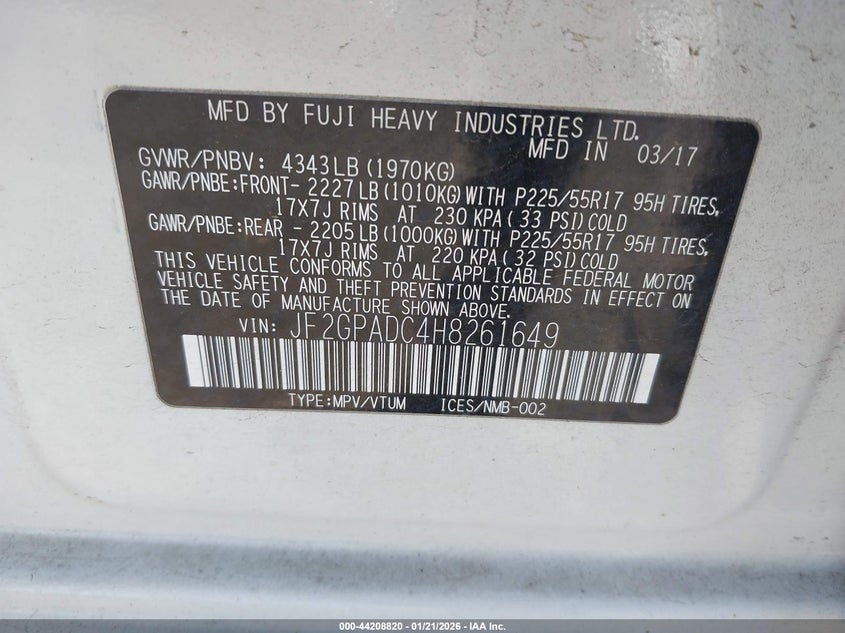 MFD BY FUJI HEAVY INDUSTRIES LTD.
MFD IN 03/17
GVWR/PNBV: 4343LB (1970KG)
GAWR/PNBE:FRONT- 2227LB (1010KG) WITH P225/55R17 95H TIRES,
17X7J RIMS AT 230 KPA ( 33 PSI) COLD
GAWR/PNBE:REAR - 2205LB (1000KG) WITH P225/55R17 95H TIRES,
17X7J RIMS AT 220 KPA ( 32 PSI) COLD
THIS VEHICLE CONFORMS TO ALL APPLICABLE FEDERAL MOTOR
VEHICLE SAFETY AND THEFT PREVENTION STANDARDS IN EFFECT ON
THE DATE OF MANUFACTURE SHOWN ABOVE.
VIN: JF2GPADC4H8261649
TYPE:MPV/VTUM ICES/NMB-002
000-44208820 - 01/21/2026 - IAA Inc.